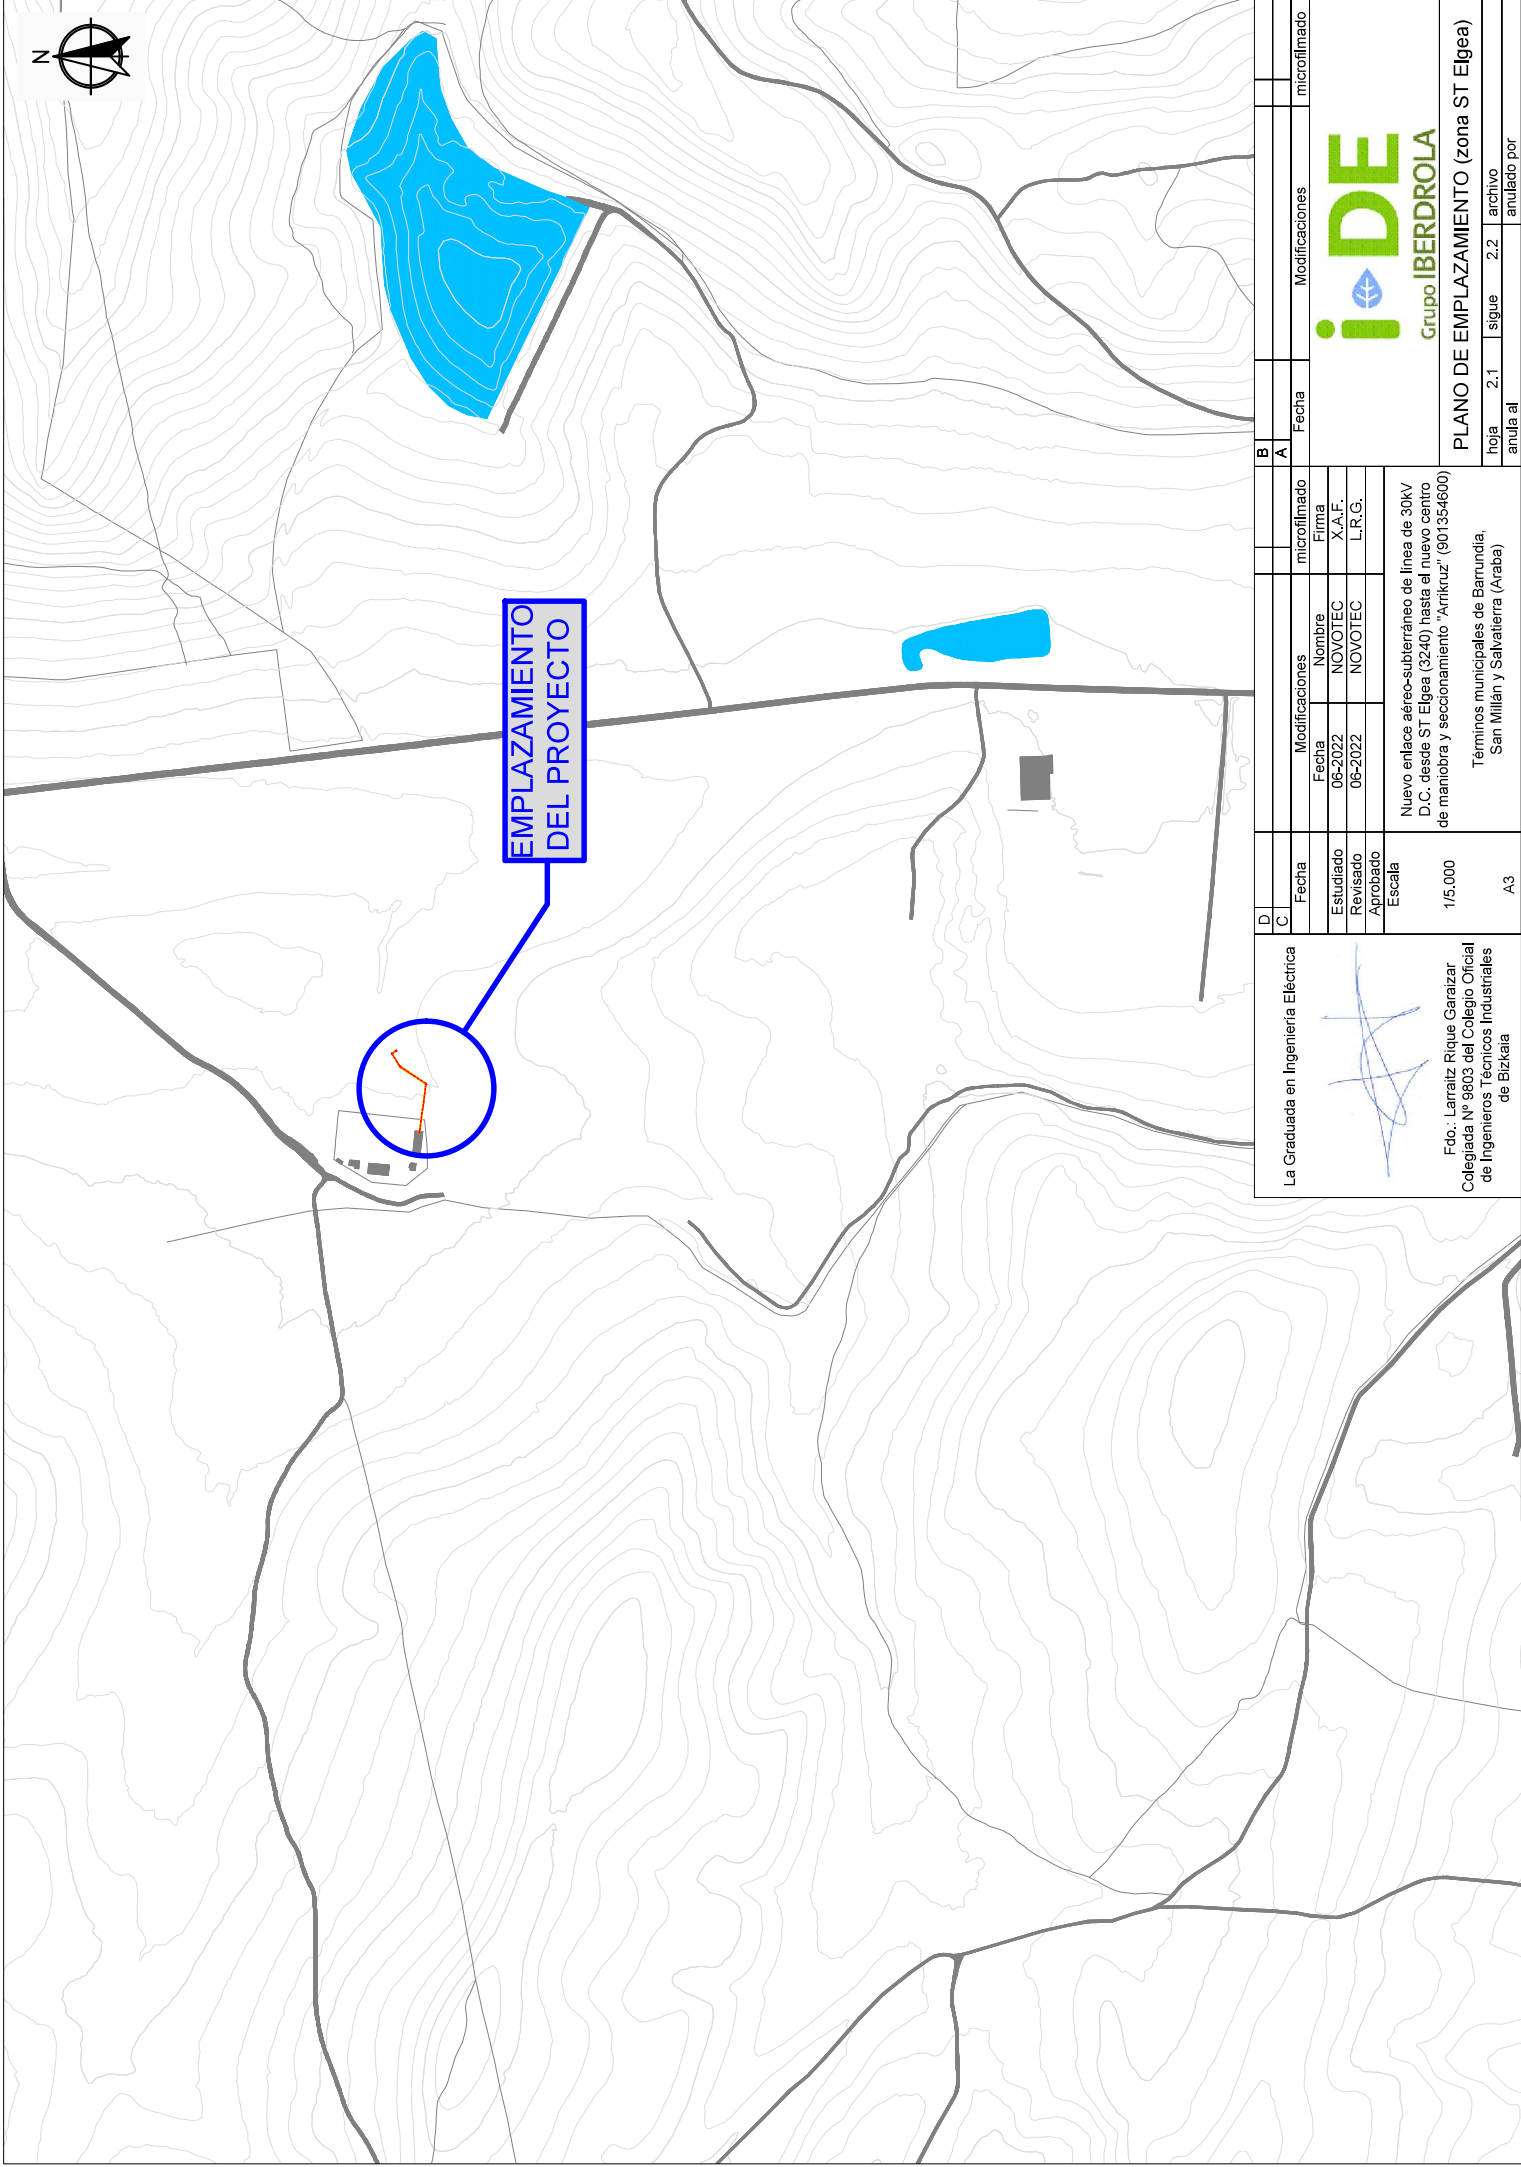 N
EMPLAZAMIENTO
DEL PROYECTO
La Graduada en Ingeniería Eléctrica
Fdo.: Larraitz Rique Garaizar
Colegiada Nº 9803 del Colegio Oficial
de Ingenieros Técnicos Industriales
de Bizkaia
D
C
Fecha
Modificaciones
microfilmado
B
A
Fecha
Modificaciones
microfilmado
Fecha
Nombre
Firma
Estudiado
06-2022
NOVOTEC
X.A.F.
Revisado
06-2022
NOVOTEC
L.R.G.
Aprobado
Escala
1/5.000
A3
Nuevo enlace aéreo-subterráneo de línea de 30kV
D.C. desde ST Elgea (3240) hasta el nuevo centro
de maniobra y seccionamiento "Arrikruz" (901354600)
Términos municipales de Barrundia,
San Millán y Salvatierra (Araba)
i DE
Grupo IBERDROLA
PLANO DE EMPLAZAMIENTO (zona ST Elgea)
hoja 2.1 sigue 2.2 archivo
anula al anulado por